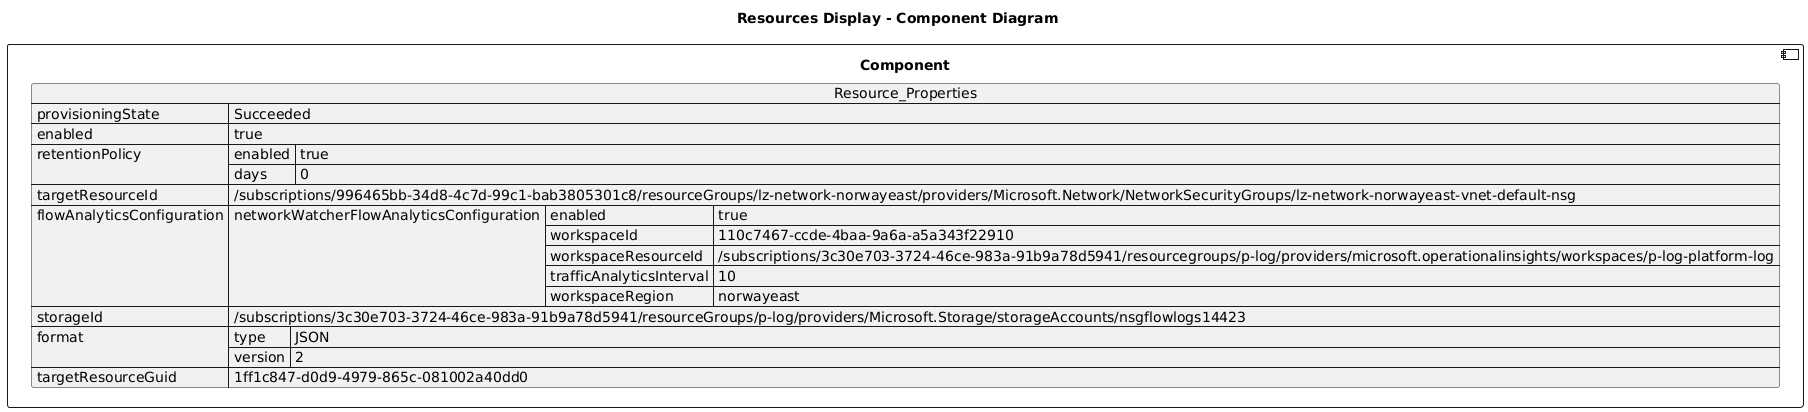 Resources Display - Component Diagram
Component
Resource_Properties
provisioningState Succeeded
enabled true
retentionPolicy enabled true
days 0
targetResourceId /subscriptions/996465bb-34d8-4c7d-99c1-bab3805301c8/resourceGroups/lz-network-norwayeast/providers/Microsoft.Network/NetworkSecurityGroups/lz-network-norwayeast-vnet-default-nsg
flowAnalyticsConfiguration networkWatcherFlowAnalyticsConfiguration enabled true
workspaceId 110c7467-ccde-4baa-9a6a-a5a343f22910
workspaceResourceId /subscriptions/3c30e703-3724-46ce-983a-91b9a78d5941/resourcegroups/p-log/providers/microsoft.operationalinsights/workspaces/p-log-platform-log
trafficAnalyticsInterval 10
workspaceRegion norwayeast
storageId /subscriptions/3c30e703-3724-46ce-983a-91b9a78d5941/resourceGroups/p-log/providers/Microsoft.Storage/storageAccounts/nsgflowlogs14423
format type JSON
version 2
targetResourceGuid 1ff1c847-d0d9-4979-865c-081002a40dd0